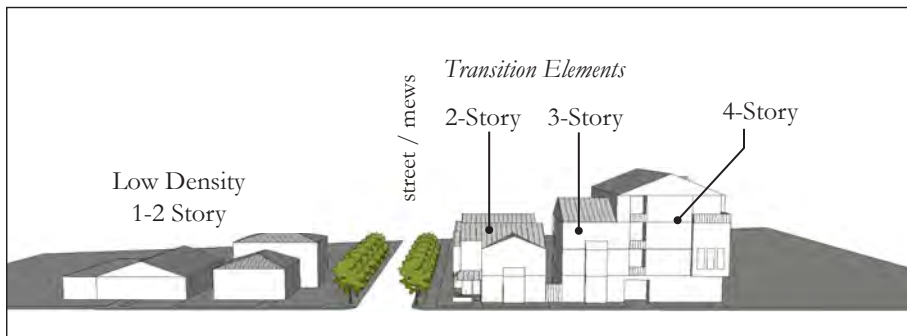 Transition Elements
street / mews
2-Story
3-Story
4-Story
Low Density
1-2 Story